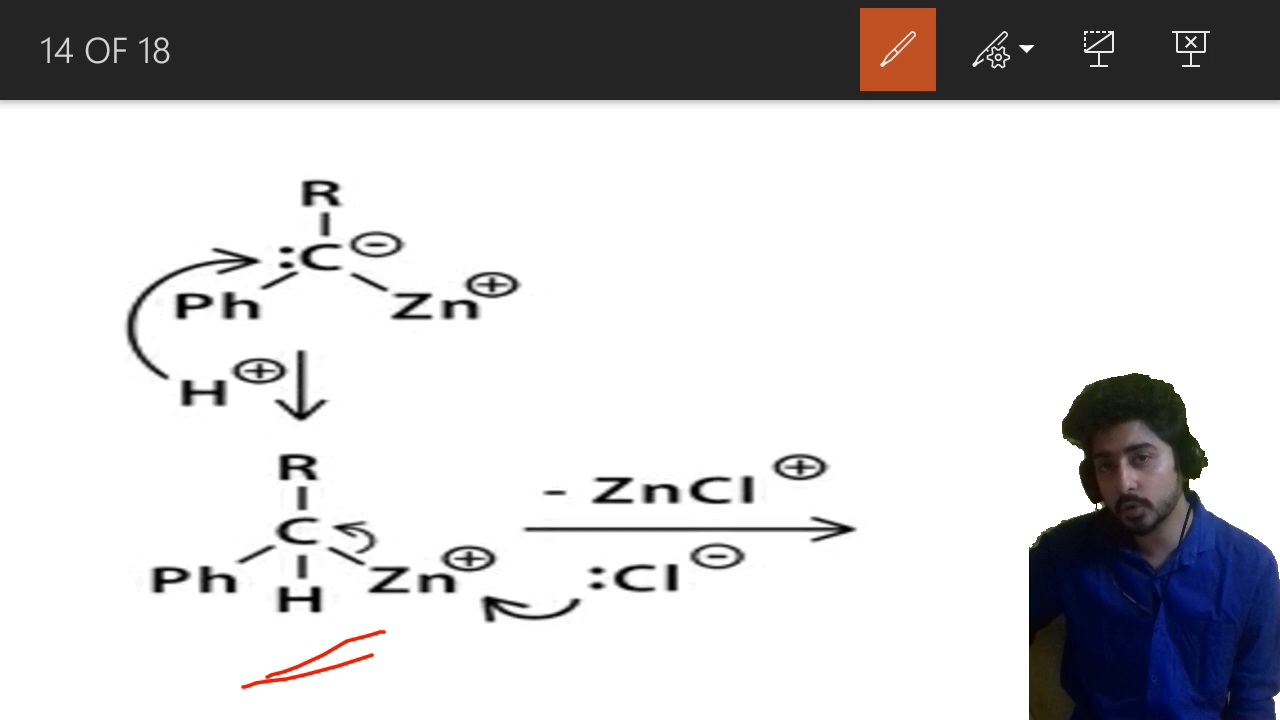 14 OF 18
R
:C⊖
Ph Zn⊕
H⊕
R
- ZnCl⊕
C
Ph H Zn⊕ :Cl⊖